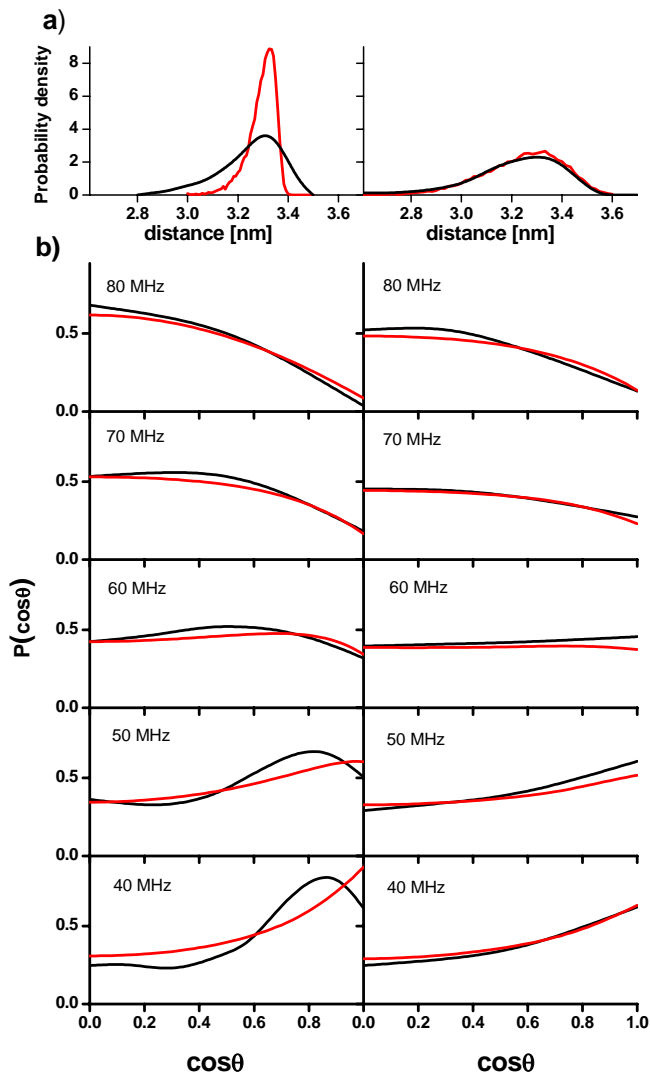 a)
Probability density
8
6
4
2
0
2.8 3.0 3.2 3.4 3.6
3.0 3.2 3.4 3.6
distance [nm] distance [nm]
b)
80 MHz 80 MHz
0.5
0.0
70 MHz 70 MHz
0.5
0.0
60 MHz 60 MHz
0.5
0.0
P(cosθ)
50 MHz 50 MHz
0.5
0.0
40 MHz 40 MHz
0.5
0.0
0.0 0.2 0.4 0.6 0.8 0.0 0.2 0.4 0.6 0.8 1.0
cosθ cosθ